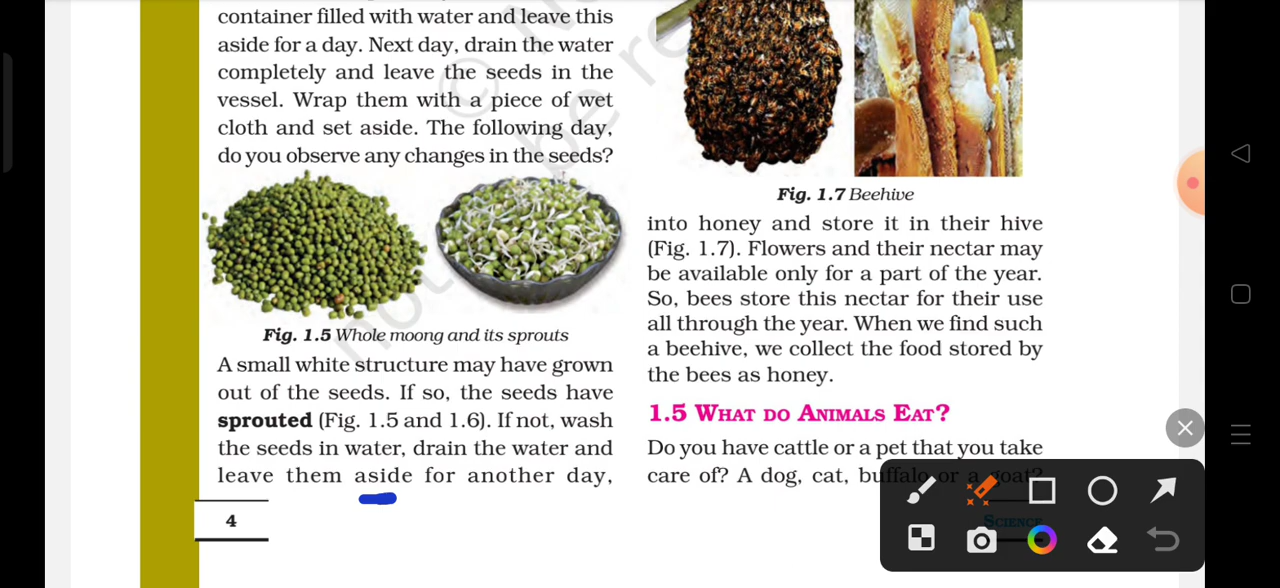 container filled with water and leave this
aside for a day. Next day, drain the water
completely and leave the seeds in the
vessel. Wrap them with a piece of wet
cloth and set aside. The following day,
do you observe any changes in the seeds?
Fig. 1.5 Whole moong and its sprouts
A small white structure may have grown
out of the seeds. If so, the seeds have
sprouted (Fig. 1.5 and 1.6). If not, wash
the seeds in water, drain the water and
leave them aside for another day,
4
Fig. 1.7 Beehive
into honey and store it in their hive
(Fig. 1.7). Flowers and their nectar may
be available only for a part of the year.
So, bees store this nectar for their use
all through the year. When we find such
a beehive, we collect the food stored by
the bees as honey.
1.5 WHAT DO ANIMALS EAT?
Do you have cattle or a pet that you take
care of? A dog, cat, buffalo or a goat?
SCIENCE
© 
not be re